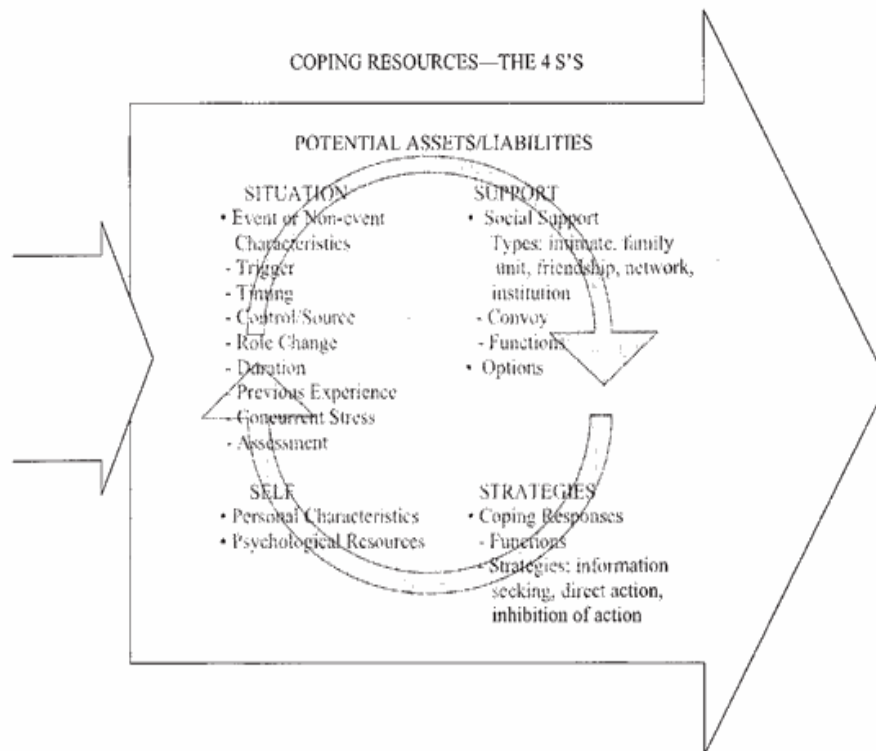 COPING RESOURCES—THE 4 S'S
POTENTIAL ASSETS/LIABILITIES
SITUATION
• Event or Non-event
Characteristics
- Trigger
- Timing
- Control/Source
- Role Change
- Duration
- Previous Experience
- Concurrent Stress
- Assessment
SUPPORT
• Social Support
Types: intimate, family
unit, friendship, network,
institution
- Convoy
- Functions
• Options
SELF
• Personal Characteristics
• Psychological Resources
STRATEGIES
• Coping Responses
- Functions
- Strategies: information
seeking, direct action,
inhibition of action